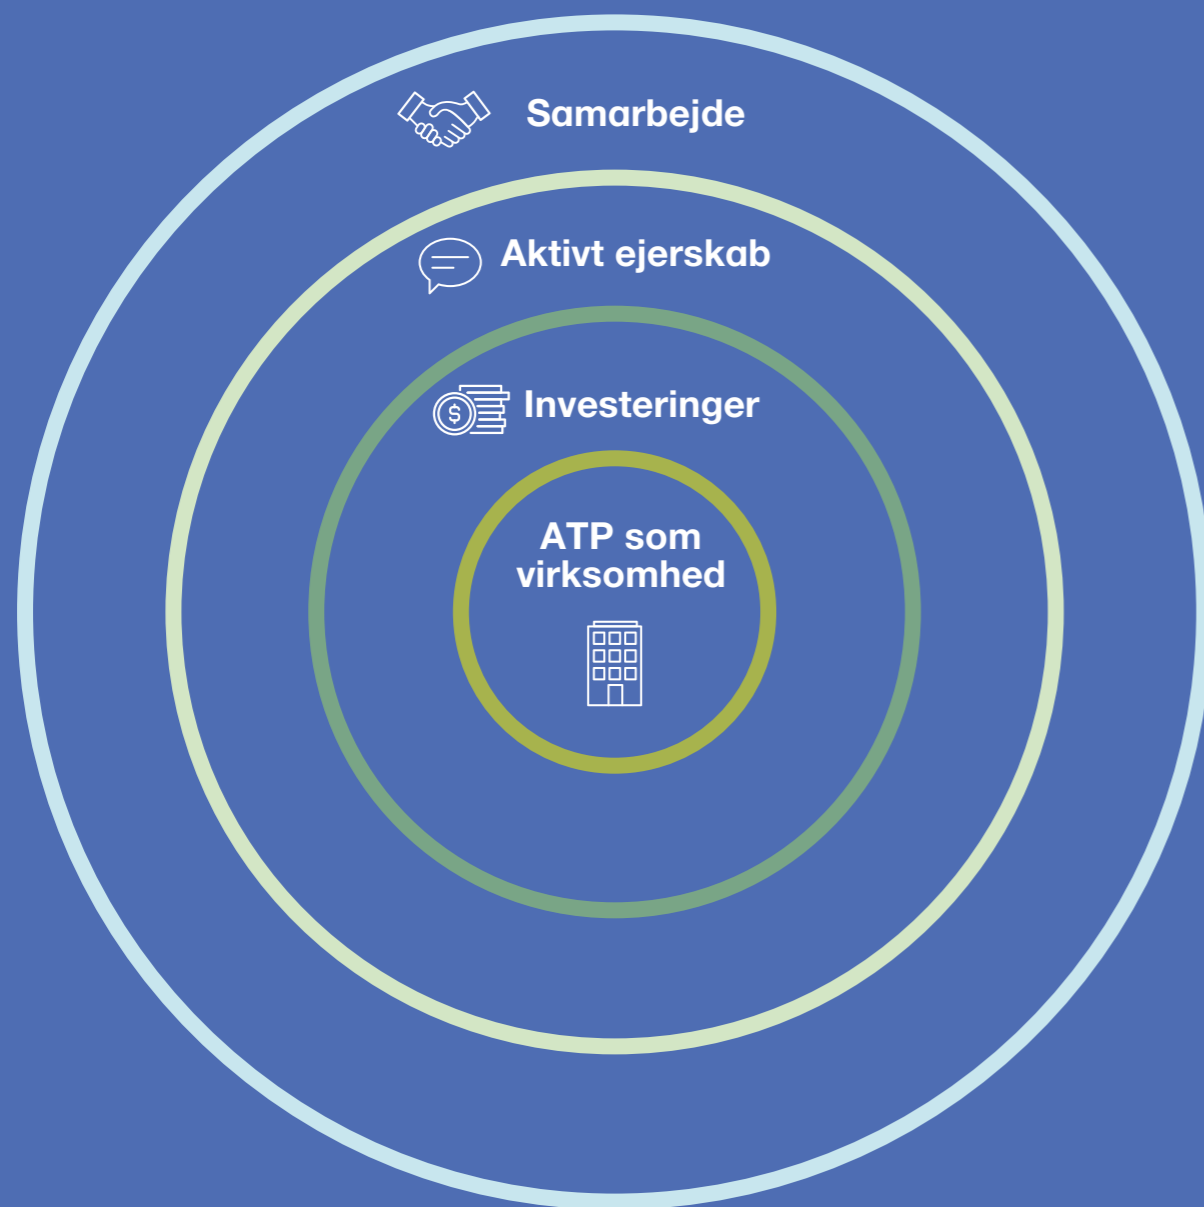 Samarbejde
Aktivt ejerskab
$ Investeringer
ATP som
virksomhed